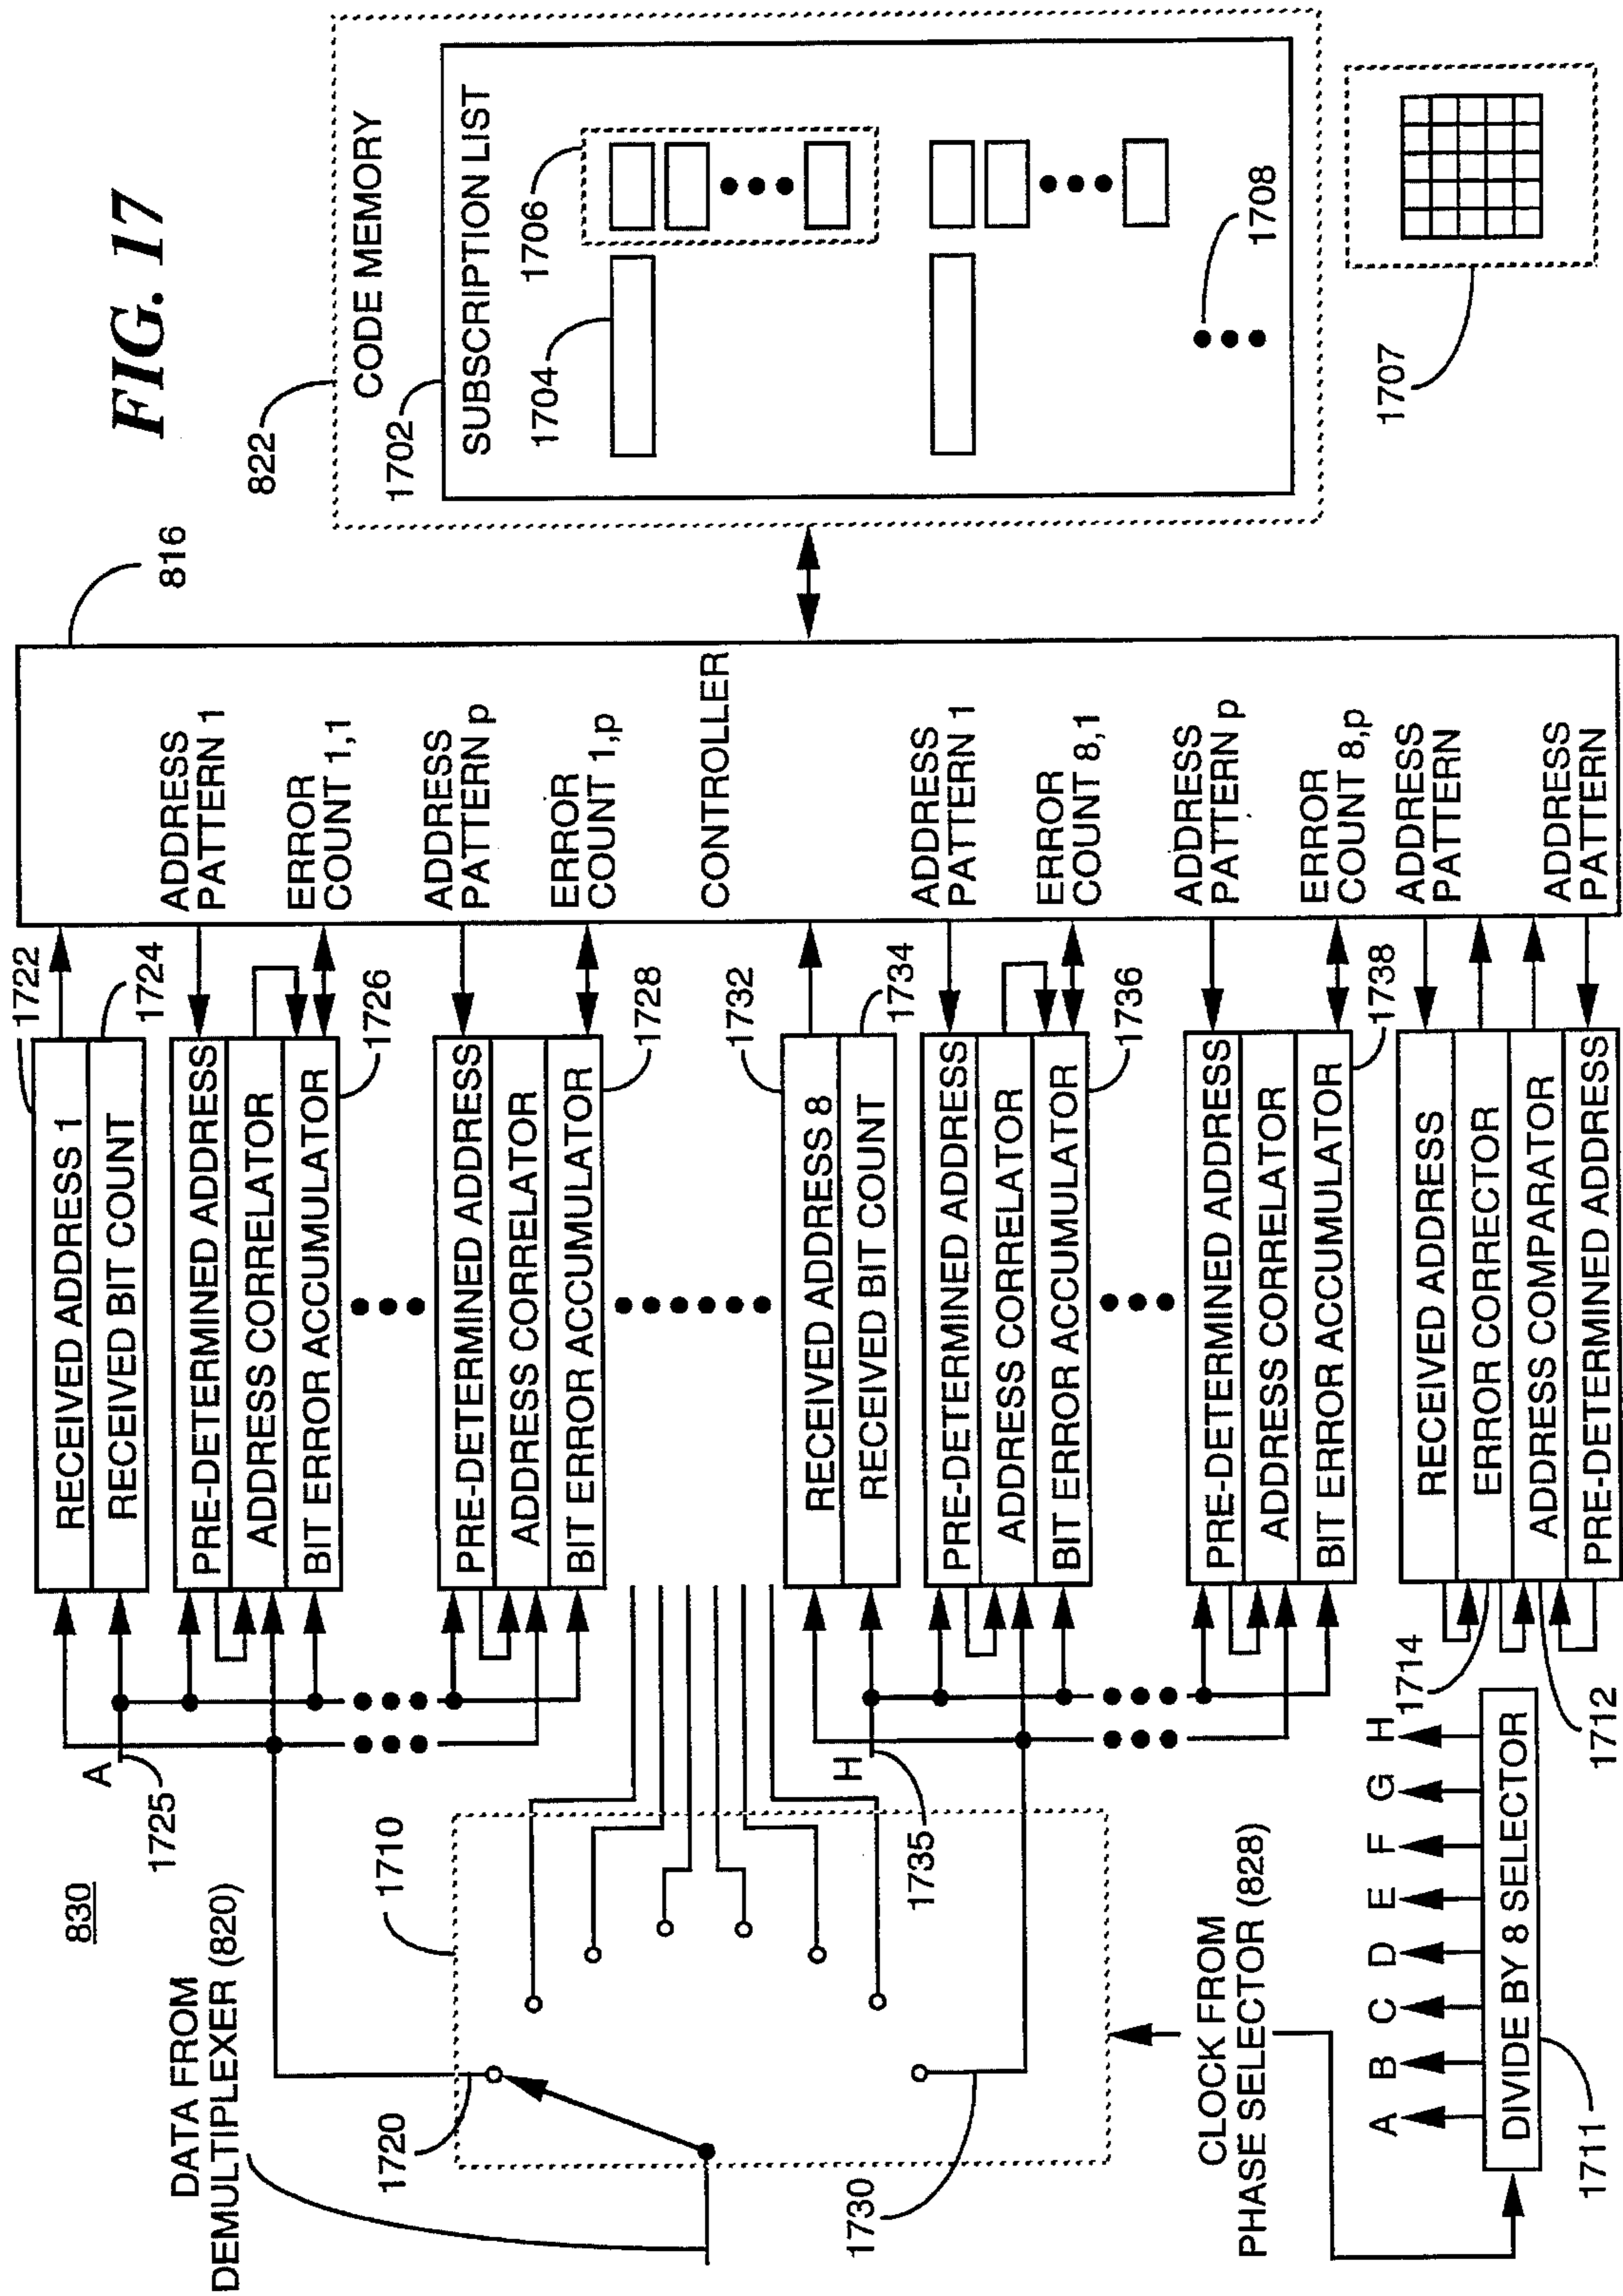 FIG. 17
830
DATA FROM
DEMULTIPLEXER (820)
1720
1710
1730
CLOCK FROM
PHASE SELECTOR (828)
A
B
C
D
E
F
G
H
DIVIDE BY 8 SELECTOR
1711
A
1725
H
1735
1722
RECEIVED ADDRESS 1
RECEIVED BIT COUNT
1724
PRE-DETERMINED ADDRESS
ADDRESS CORRELATOR
BIT ERROR ACCUMULATOR
1726
PRE-DETERMINED ADDRESS
ADDRESS CORRELATOR
BIT ERROR ACCUMULATOR
1728
1732
RECEIVED ADDRESS 8
RECEIVED BIT COUNT
1734
PRE-DETERMINED ADDRESS
ADDRESS CORRELATOR
BIT ERROR ACCUMULATOR
1736
PRE-DETERMINED ADDRESS
ADDRESS CORRELATOR
BIT ERROR ACCUMULATOR
1738
RECEIVED ADDRESS
ERROR CORRECTOR
ADDRESS COMPARATOR
PRE-DETERMINED ADDRESS
1714
1712
816
ADDRESS
PATTERN 1
ERROR
COUNT 1,1
ADDRESS
PATTERN p
ERROR
COUNT 1,p
CONTROLLER
ADDRESS
PATTERN 1
ERROR
COUNT 8,1
ADDRESS
PATTERN p
ERROR
COUNT 8,p
ADDRESS
PATTERN
ADDRESS
PATTERN
822
CODE MEMORY
1702
SUBSCRIPTION LIST
1704
1706
1708
1707